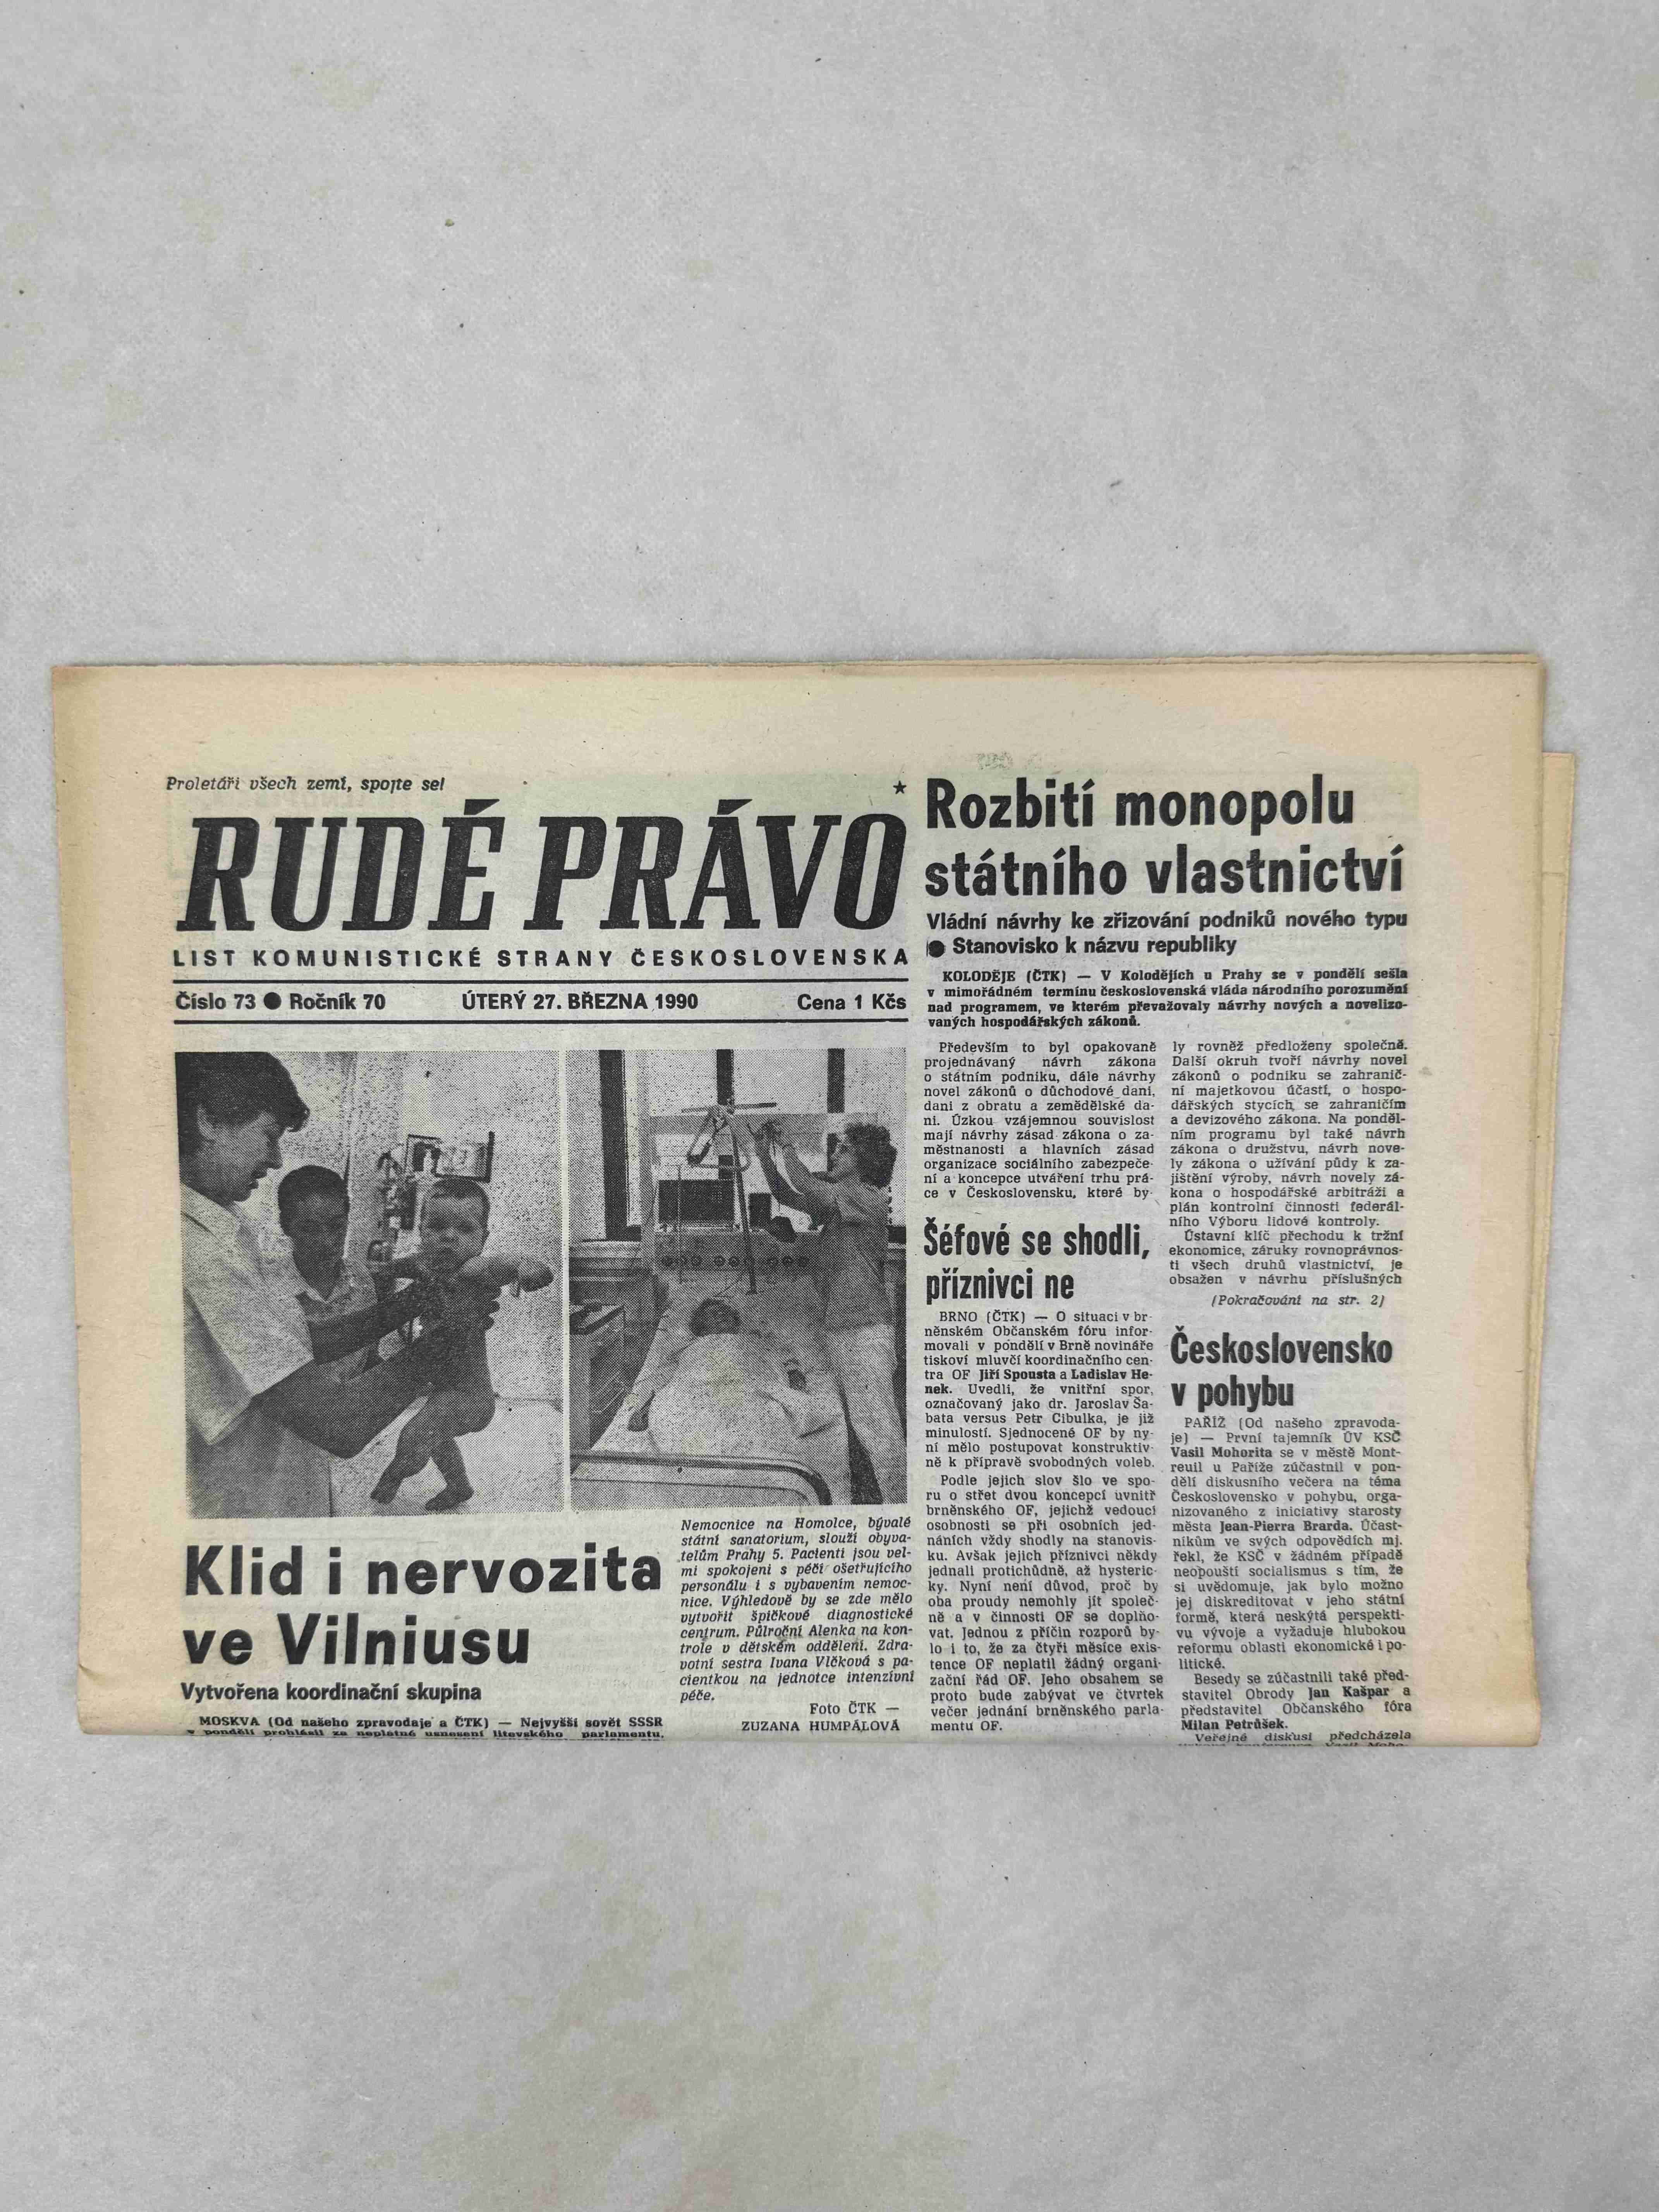 Proletáři všech zemí, spojte se!
RUDÉ PRÁVO
LIST KOMUNISTICKÉ STRANY ČESKOSLOVENSKA
Číslo 73 ● Ročník 70 ÚTERÝ 27. BŘEZNA 1990 Cena 1 Kčs
Nemocnice na Homolce, bývalé
státní sanatorium, slouží obyva-
telům Prahy 5. Pacienti jsou vel-
mi spokojeni s péčí ošetřujícího
personálu i s vybavením nemoc-
nice. Výhledově by se zde mělo
vytvořit špičkové diagnostické
centrum. Půlroční Alenka na kon-
trole v dětském oddělení. Zdra-
votní sestra Ivana Vlčková s pa-
cientkou na jednotce intenzívní
péče.
Foto ČTK —
ZUZANA HUMPÁLOVÁ
Klid i nervozita
ve Vilniusu
Vytvořena koordinační skupina
MOSKVA (Od našeho zpravodaje a ČTK) — Nejvyšší sovět SSSR
v pondělí prohlásil za neplatné usnesení litevského parlamentu,
Rozbití monopolu
státního vlastnictví
Vládní návrhy ke zřizování podniků nového typu
● Stanovisko k názvu republiky
KOLODĚJE (ČTK) — V Kolodějích u Prahy se v pondělí sešla
v mimořádném termínu československá vláda národního porozumění
nad programem, ve kterém převažovaly návrhy nových a novelizo-
vaných hospodářských zákonů.
Především to byl opakovaně
projednávaný návrh zákona
o státním podniku, dále návrhy
novel zákonů o důchodové dani,
dani z obratu a zemědělské da-
ni. Úzkou vzájemnou souvislost
mají návrhy zásad zákona o za-
městnanosti a hlavních zásad
organizace sociálního zabezpeče-
ní a koncepce utváření trhu prá-
ce v Československu, které by-
ly rovněž předloženy společně.
Další okruh tvoří návrhy novel
zákonů o podniku se zahranič-
ní majetkovou účastí, o hospo-
dářských stycích se zahraničím
a devizového zákona. Na ponděl-
ním programu byl také návrh
zákona o družstvu, návrh nove-
ly zákona o užívání půdy k za-
jištění výroby, návrh novely zá-
kona o hospodářské arbitráži a
plán kontrolní činnosti federál-
ního Výboru lidové kontroly.
Ústavní klíč přechodu k tržní
ekonomice, záruky rovnoprávnos-
ti všech druhů vlastnictví, je
obsažen v návrhu příslušných
(Pokračování na str. 2)
Šéfové se shodli,
příznivci ne
BRNO (ČTK) — O situaci v br-
něnském Občanském fóru infor-
movali v pondělí v Brně novináře
tiskoví mluvčí koordinačního cen-
tra OF Jiří Spousta a Ladislav He-
nek. Uvedli, že vnitřní spor,
označovaný jako dr. Jaroslav Ša-
bata versus Petr Cibulka, je již
minulostí. Sjednocené OF by ny-
ní mělo postupovat konstruktiv-
ně k přípravě svobodných voleb.
Podle jejich slov šlo ve spo-
ru o střet dvou koncepcí uvnitř
brněnského OF, jejichž vedoucí
osobnosti se při osobních jed-
náních vždy shodly na stanovis-
ku. Avšak jejich příznivci někdy
jednali protichůdně, až hysteric-
ky. Nyní není důvod, proč by
oba proudy nemohly jít společ-
ně a v činnosti OF se doplňo-
vat. Jednou z příčin rozporů by-
lo i to, že za čtyři měsíce exis-
tence OF neplatil žádný organi-
zační řád OF. Jeho obsahem se
proto bude zabývat ve čtvrtek
večer jednání brněnského parla-
mentu OF.
Československo
v pohybu
PAŘÍŽ (Od našeho zpravoda-
je) — První tajemník ÚV KSČ
Vasil Mohorita se v městě Mont-
reuil u Paříže zúčastnil v pon-
dělí diskusního večera na téma
Československo v pohybu, orga-
nizovaného z iniciativy starosty
města Jean-Pierra Brarda. Účast-
níkům ve svých odpovědích mj.
řekl, že KSČ v žádném případě
neopouští socialismus s tím, že
si uvědomuje, jak bylo možno
jej diskreditovat v jeho státní
formě, která neskýtá perspekti-
vu vývoje a vyžaduje hlubokou
reformu oblasti ekonomické i po-
litické.
Besedy se zúčastnili také před-
stavitel Obrody Jan Kašpar a
představitel Občanského fóra
Milan Petrůšek.
Veřejné diskusi předcházela